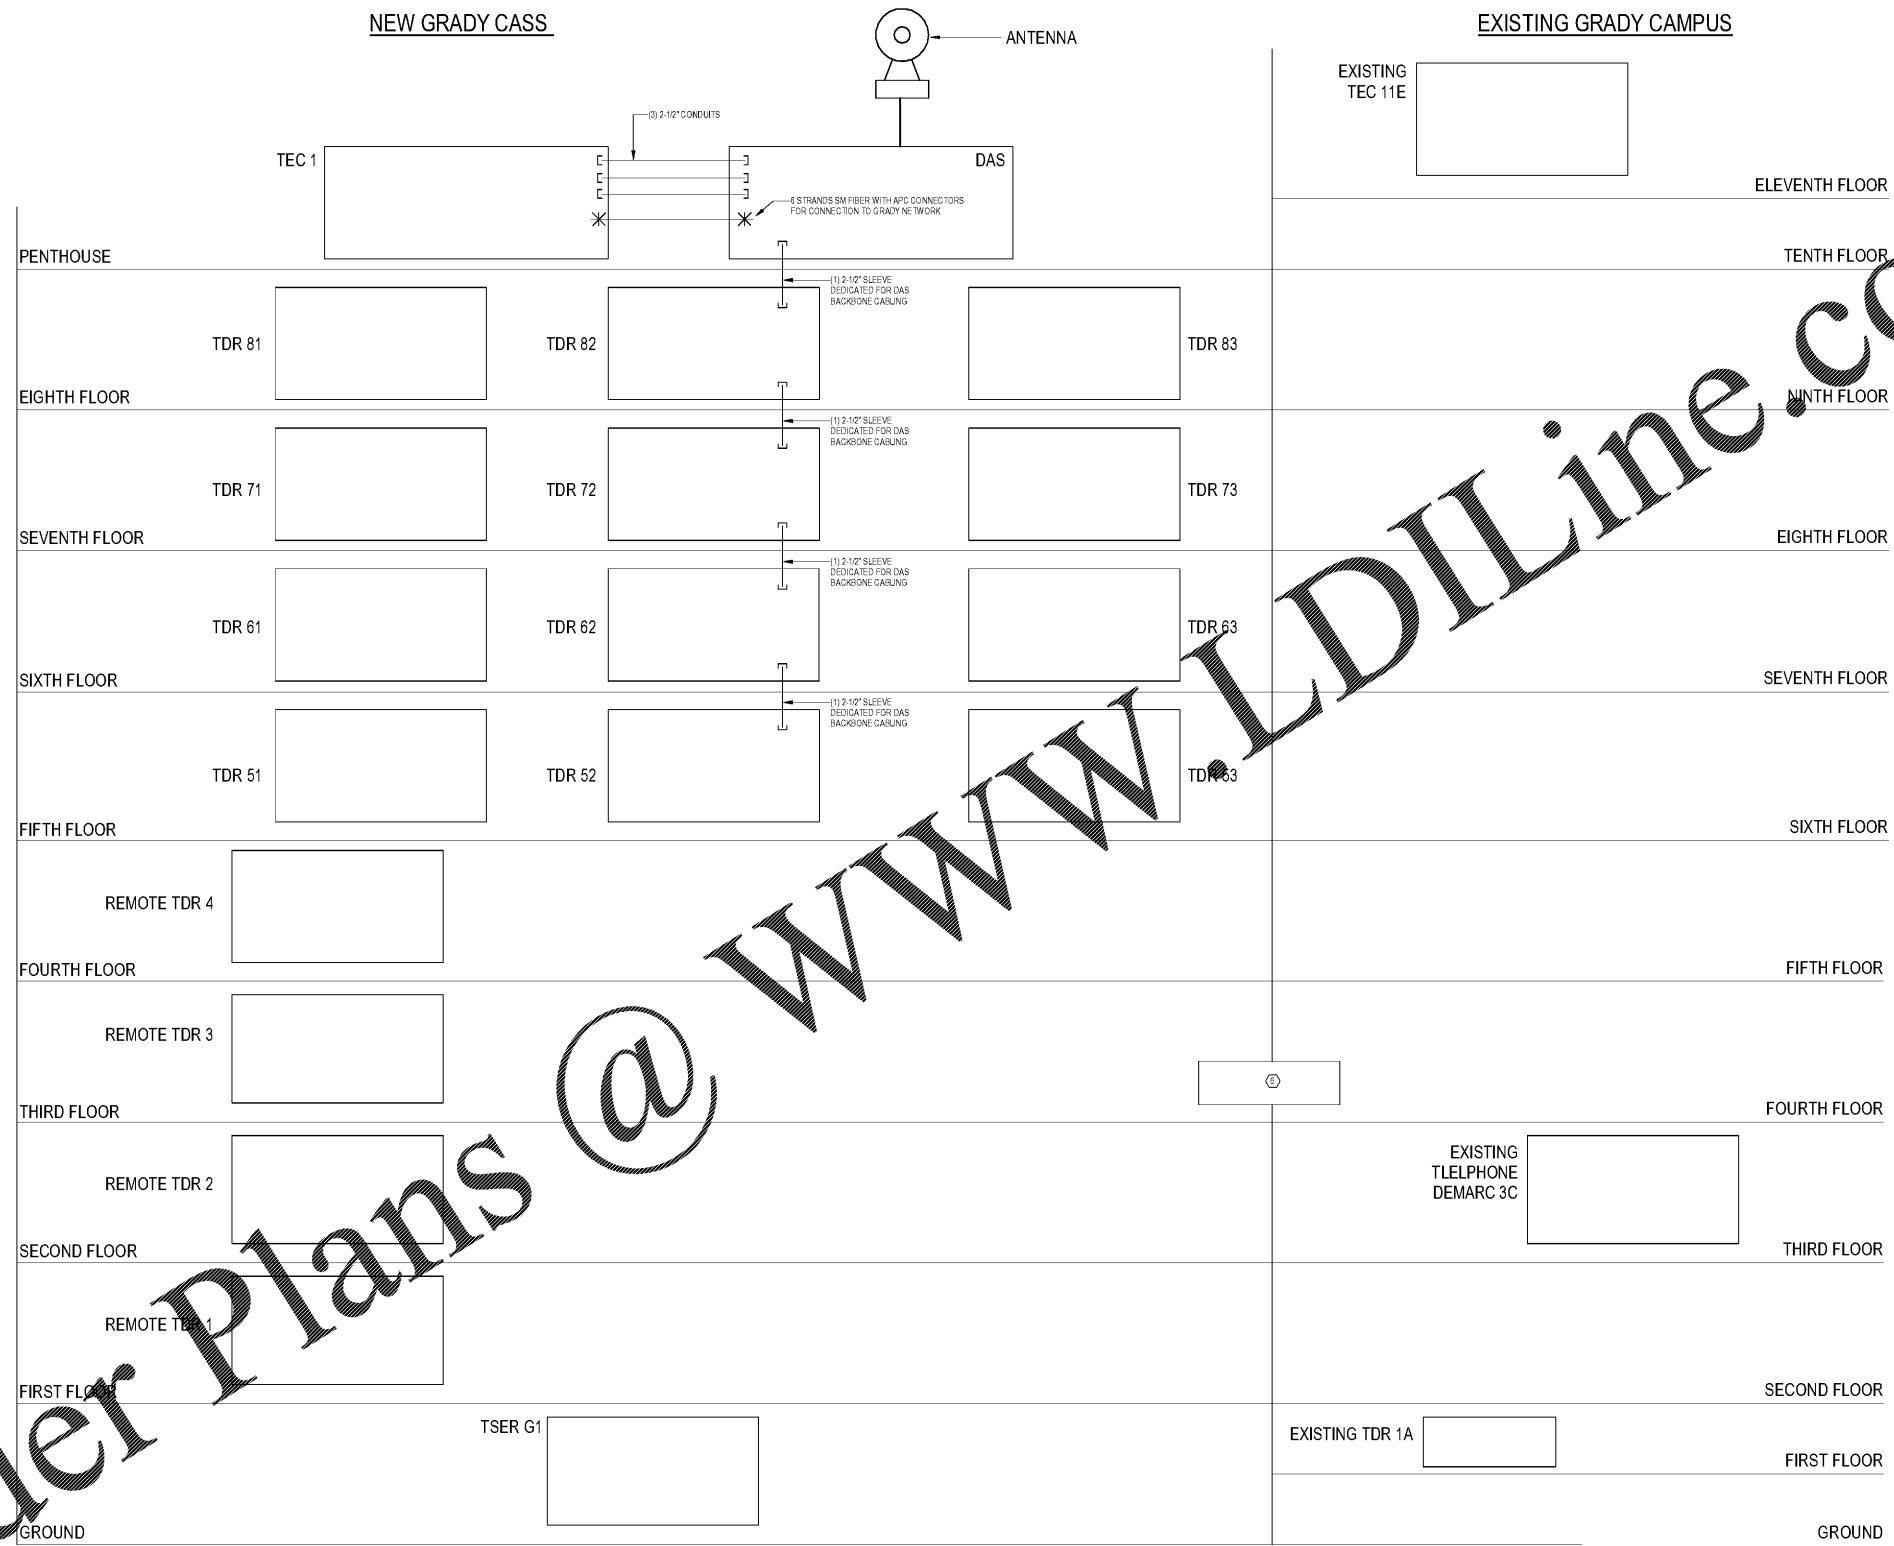 NEW GRADY CASS
EXISTING GRADY CAMPUS
ANTENNA
EXISTING
TEC 11E
(3) 2-1/2" CONDUITS
TEC 1
DAS
ELEVENTH FLOOR
6 STRANDS SM FIBER WITH APC CONNECTORS
FOR CONNECTION TO GRADY NETWORK
PENTHOUSE
TENTH FLOOR
(1) 2-1/2" SLEEVE
DEDICATED FOR DAS
BACKBONE CABLING
TDR 81
TDR 82
TDR 83
EIGHTH FLOOR
NINTH FLOOR
(1) 2-1/2" SLEEVE
DEDICATED FOR DAS
BACKBONE CABLING
TDR 71
TDR 72
TDR 73
SEVENTH FLOOR
EIGHTH FLOOR
(1) 2-1/2" SLEEVE
DEDICATED FOR DAS
BACKBONE CABLING
TDR 61
TDR 62
TDR 63
SIXTH FLOOR
SEVENTH FLOOR
(1) 2-1/2" SLEEVE
DEDICATED FOR DAS
BACKBONE CABLING
TDR 51
TDR 52
TDR 53
FIFTH FLOOR
SIXTH FLOOR
REMOTE TDR 4
FOURTH FLOOR
FIFTH FLOOR
REMOTE TDR 3
6
THIRD FLOOR
FOURTH FLOOR
EXISTING
TLELPHONE
DEMARC 3C
REMOTE TDR 2
SECOND FLOOR
THIRD FLOOR
REMOTE TDR 1
FIRST FLOOR
SECOND FLOOR
TSER G1
EXISTING TDR 1A
FIRST FLOOR
GROUND
GROUND
der Plans @ www.LDILine.co